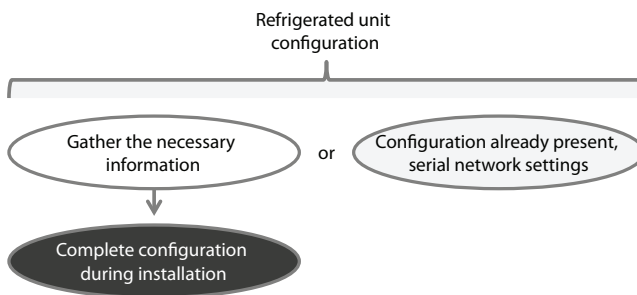 Refrigerated unit
configuration
Gather the necessary
information
or
Configuration already present,
serial network settings
Complete configuration
during installation